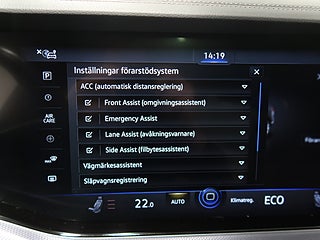 14:19
Inställningar förarstödsystem
ACC (automatisk distansreglering)
Front Assist (omgivningsassistent)
Emergency Assist
Lane Assist (avåkningsvarnare)
Side Assist (filbytesassistent)
AIR
CARE
Vägmärkesassistent
Släpvagnsregistrering
22.0
AUTO
Klimatreg.
ECO